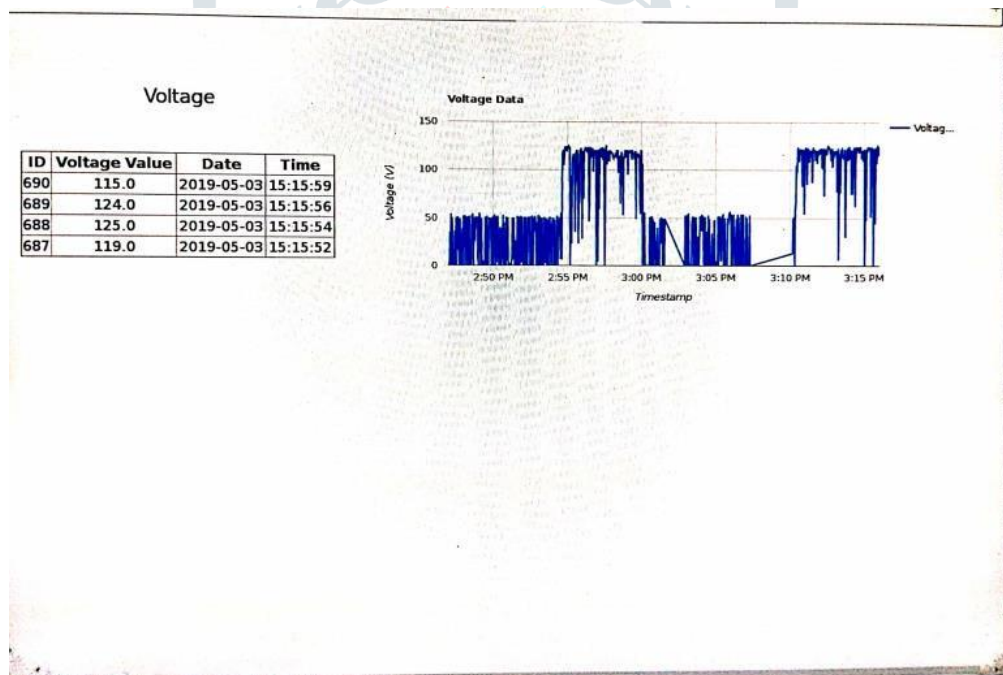 Voltage
ID Voltage Value Date Time
690 115.0 2019-05-03 15:15:59
689 124.0 2019-05-03 15:15:56
688 125.0 2019-05-03 15:15:54
687 119.0 2019-05-03 15:15:52
Voltage Data
Voltag...
150
100
50
0
Voltage (V)
2:50 PM 2:55 PM 3:00 PM 3:05 PM 3:10 PM 3:15 PM
Timestamp